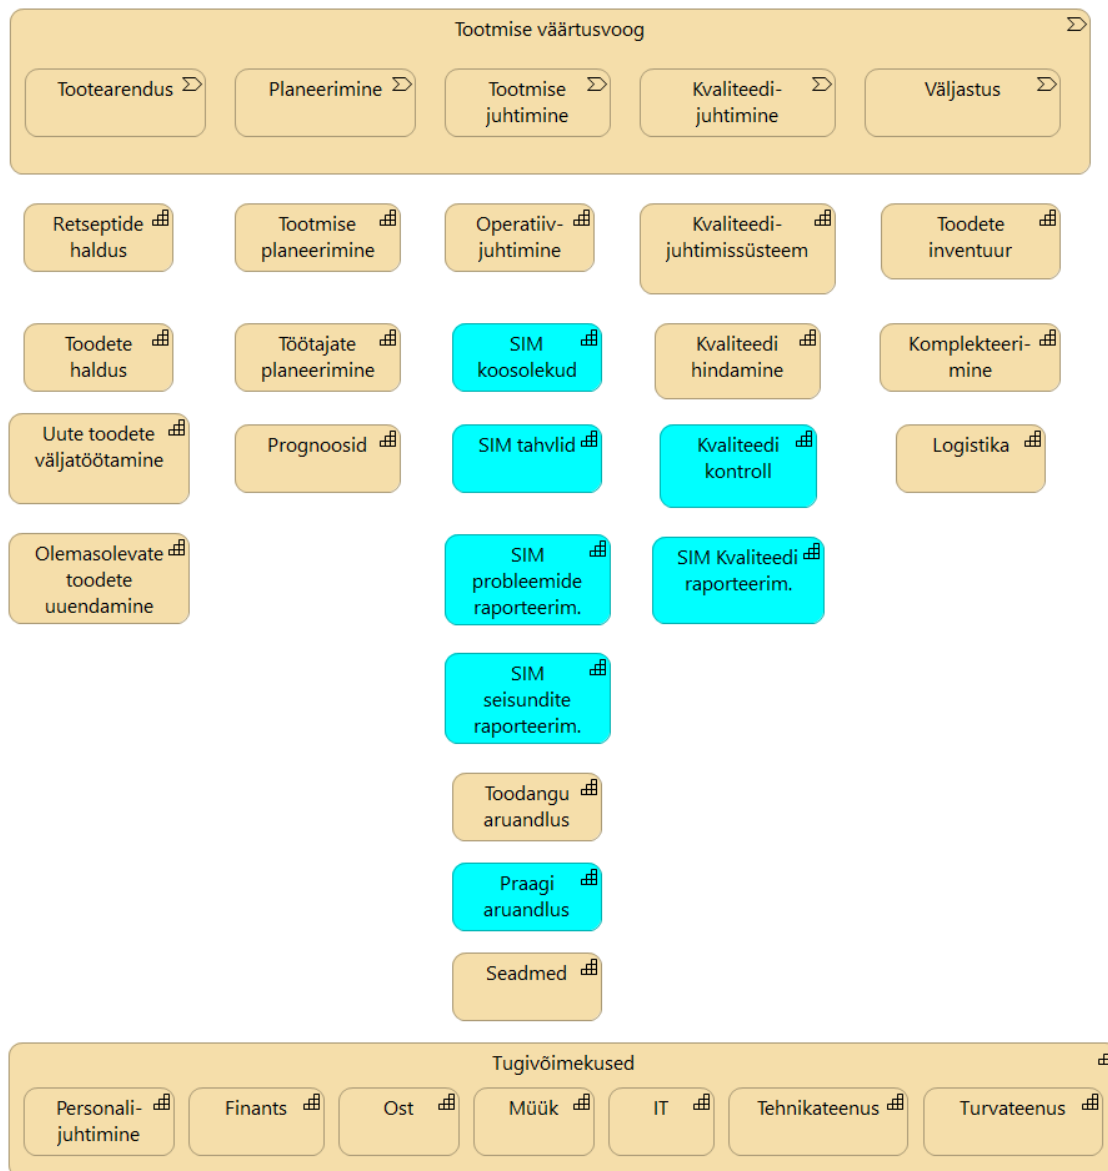 Tootmise väärtusvoog
Tootearendus
Planeerimine
Tootmise
juhtimine
Kvaliteedi-
juhtimine
Väljastus
Retseptide
haldus
Tootmise
planeerimine
Operatiiv-
juhtimine
Kvaliteedi-
juhtimissüsteem
Toodete
inventuur
Toodete
haldus
Töötajate
planeerimine
SIM
koosolekud
Kvaliteedi
hindamine
Komplekteeri-
mine
Uute toodete
väljatöötamine
Prognoosid
SIM tahvlid
Kvaliteedi
kontroll
Logistika
Olemasolevate
toodete
uuendamine
SIM
probleemide
raporteerim.
SIM Kvaliteedi
raporteerim.
SIM
seisundite
raporteerim.
Toodangu
aruandlus
Praagi
aruandlus
Seadmed
Tugivõimekused
Personali-
juhtimine
Finants
Ost
Müük
IT
Tehnikateenus
Turvateenus